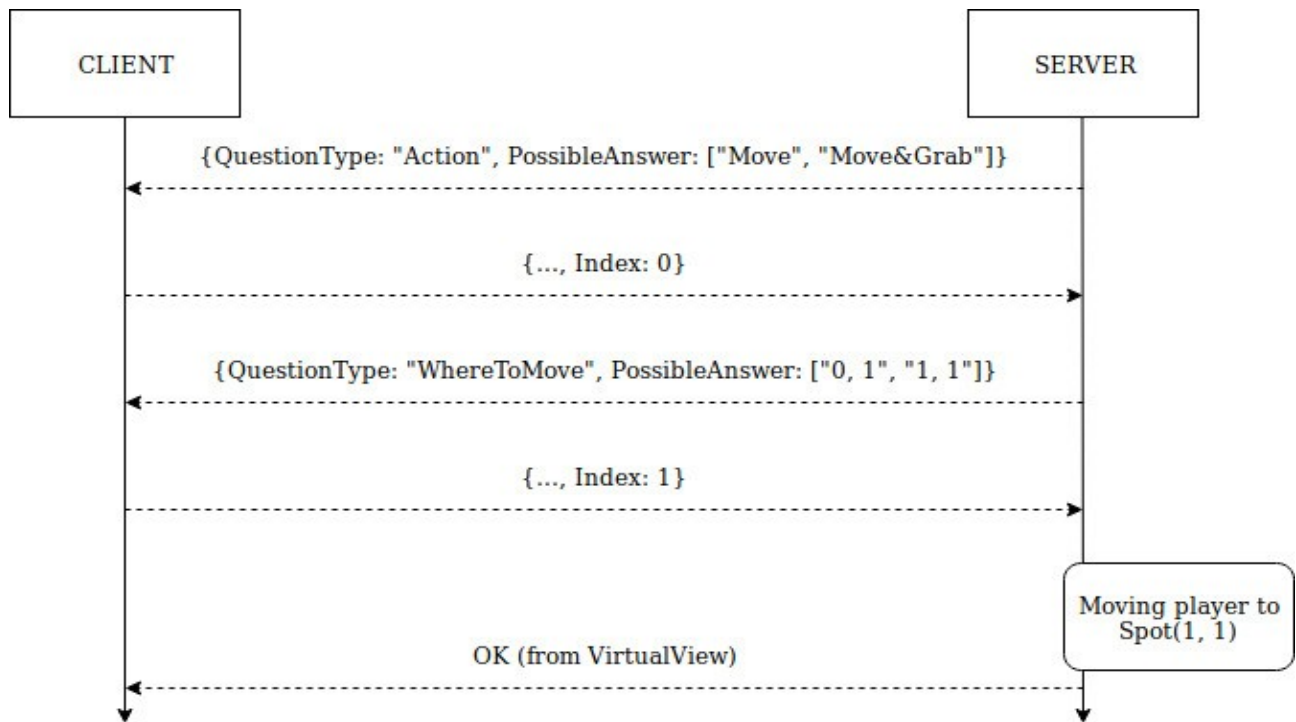 CLIENT
SERVER
{QuestionType: "Action", PossibleAnswer: ["Move", "Move&Grab"]}
{..., Index: 0}
{QuestionType: "WhereToMove", PossibleAnswer: ["0, 1", "1, 1"]}
{..., Index: 1}
Moving player to
Spot(1, 1)
OK (from VirtualView)